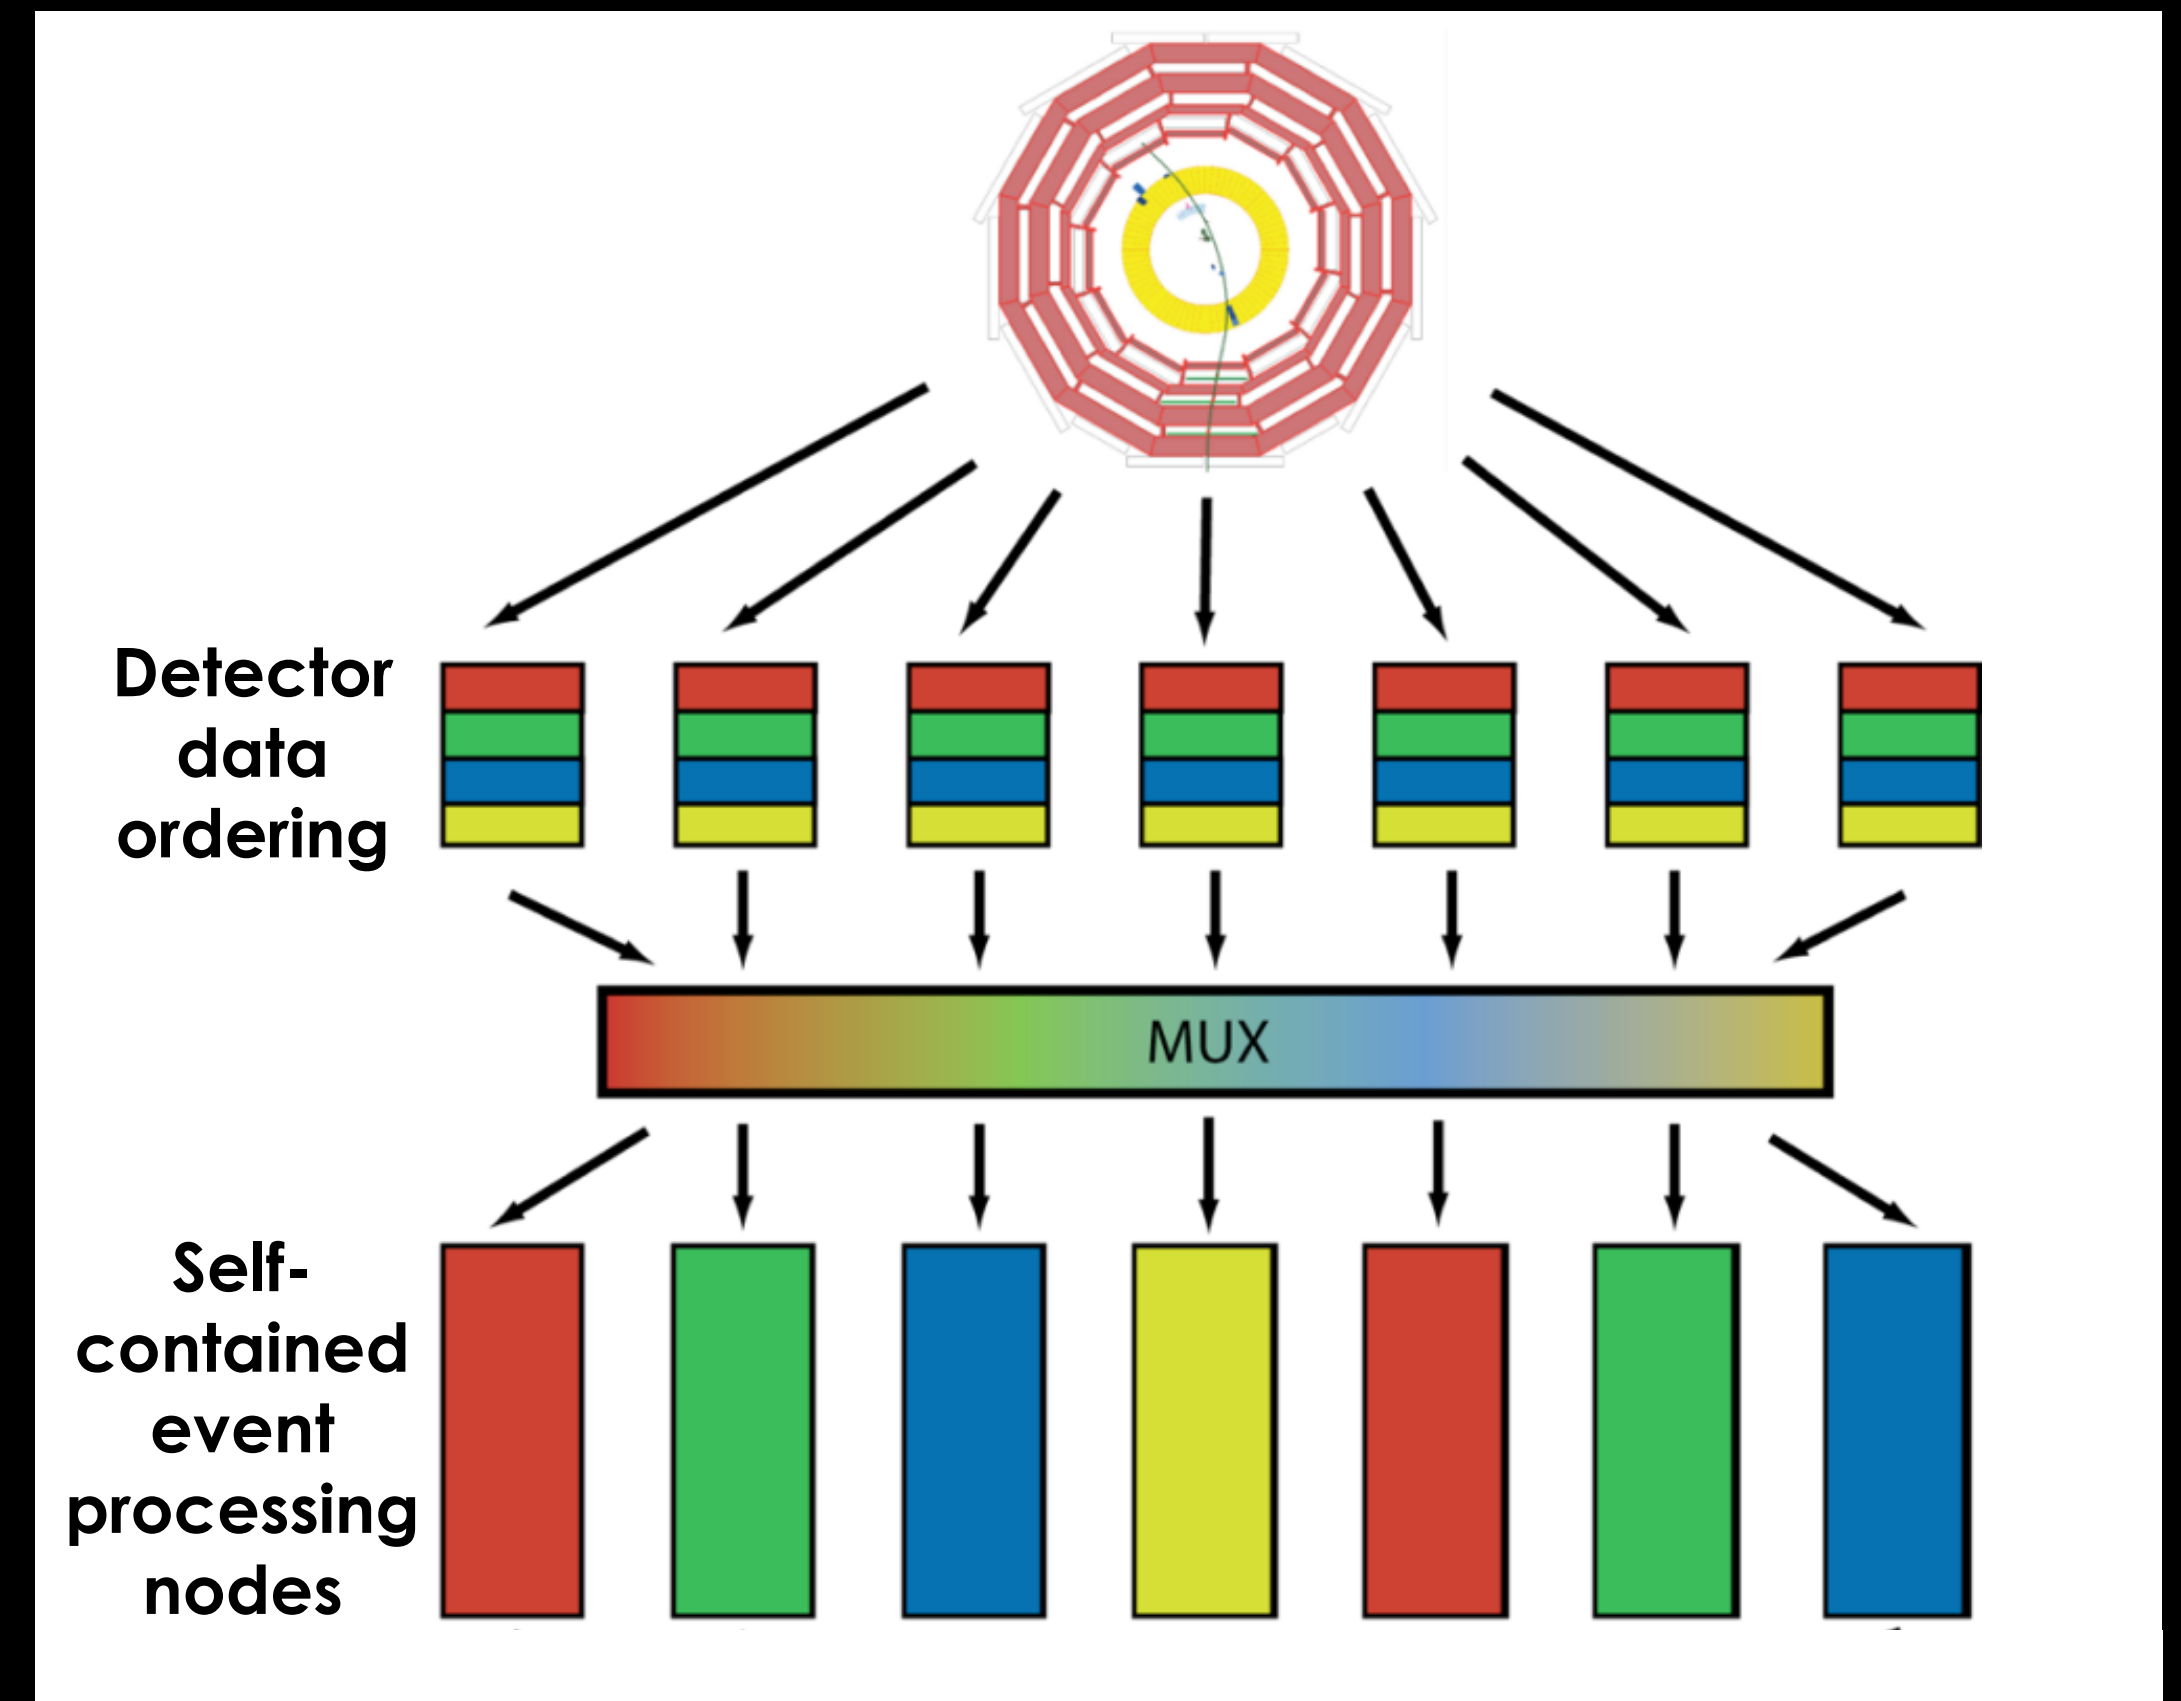 Detector
data
ordering
MUX
Self-
contained
event
processing
nodes